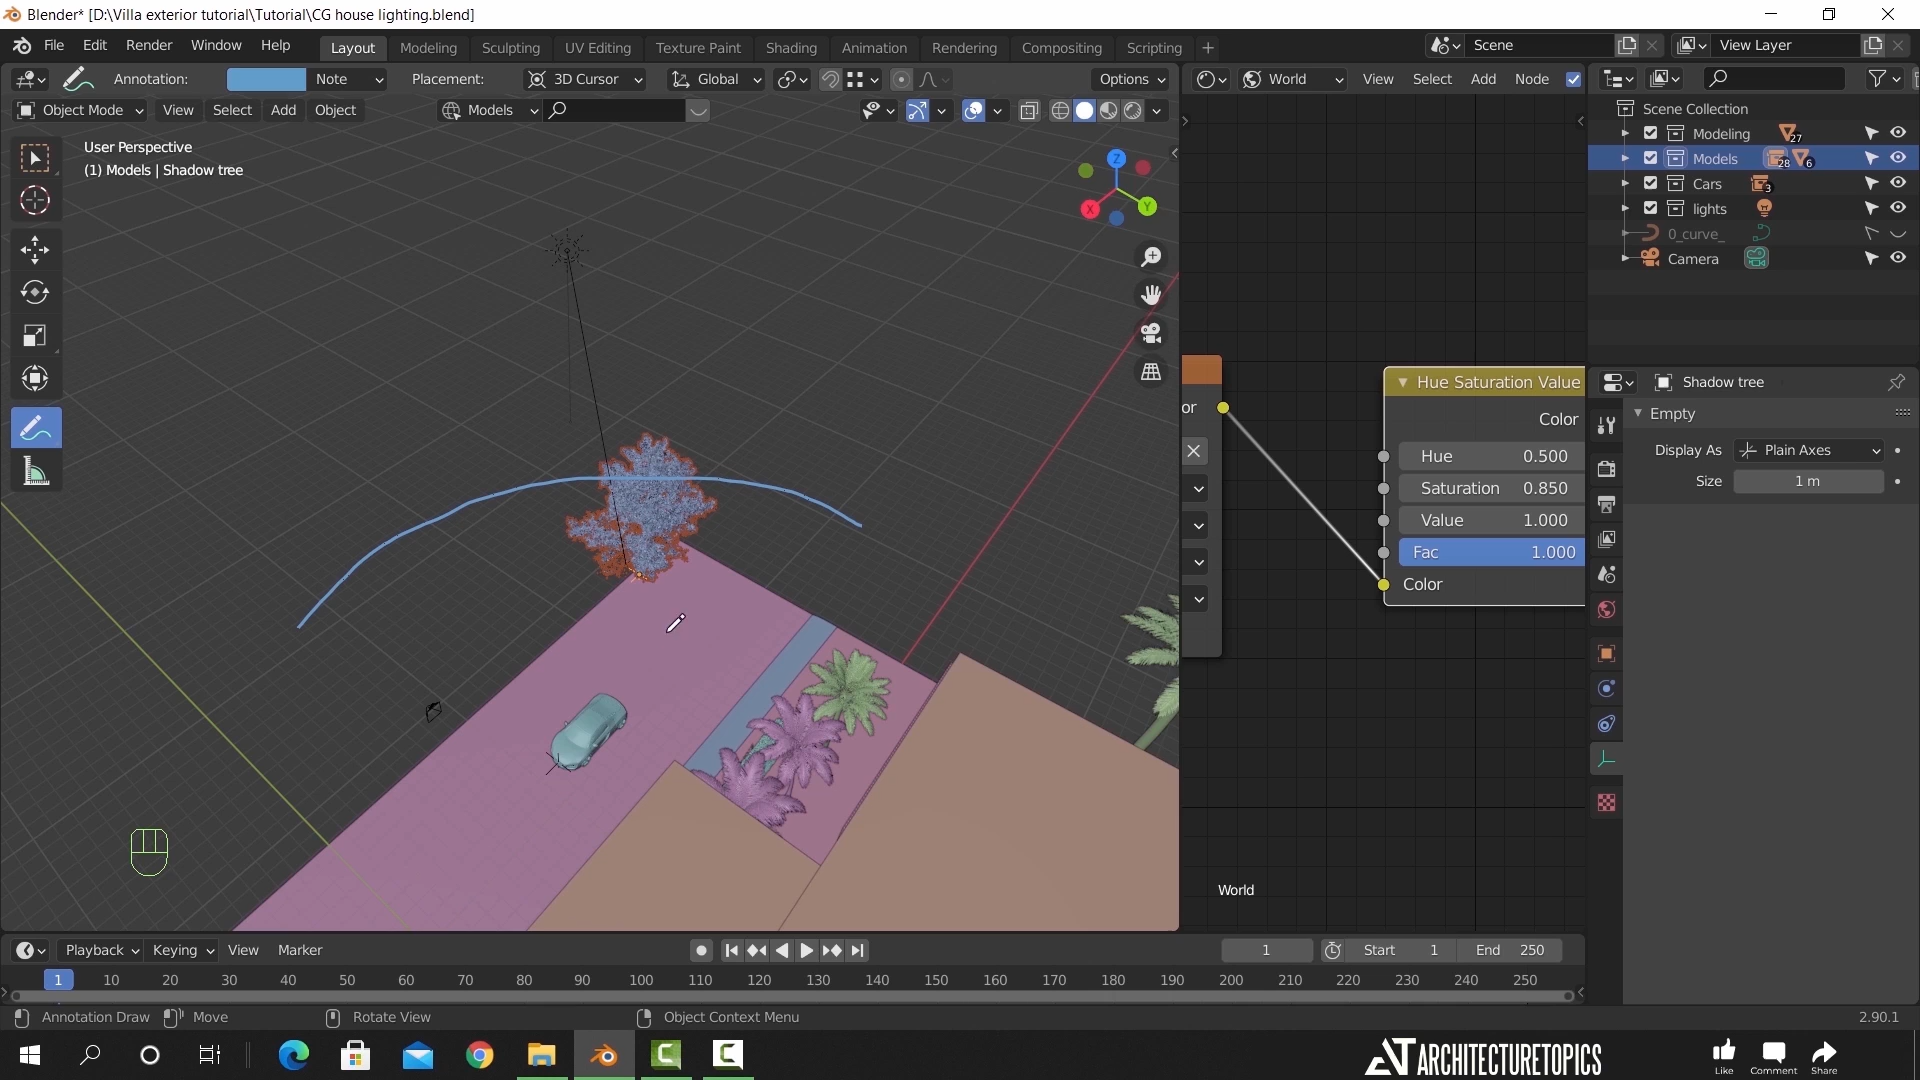 Blender* [D:\Villa exterior tutorial\Tutorial\CG house lighting.blend]
File Edit Render Window Help Layout Modeling Sculpting UV Editing Texture Paint Shading Animation Rendering Compositing Scripting + Scene View Layer
Annotation: Note Placement: 3D Cursor Global Options World View Select Add Node
Object Mode View Select Add Object Models
User Perspective
(1) Models | Shadow tree
Z
X
Y
Scene Collection
Modeling 27
Models 28 6
Cars 3
lights
0_curve_
Camera
or
Hue Saturation Value
Color
Hue 0.500
Saturation 0.850
Value 1.000
Fac 1.000
Color
World
Shadow tree
Empty
Display As Plain Axes
Size 1 m
Playback Keying View Marker 1 Start 1 End 250
1 10 20 30 40 50 60 70 80 90 100 110 120 130 140 150 160 170 180 190 200 210 220 230 240 250
Annotation Draw Move Rotate View Object Context Menu 2.90.1
AT ARCHITECTURETOPICS
Like Comment Share